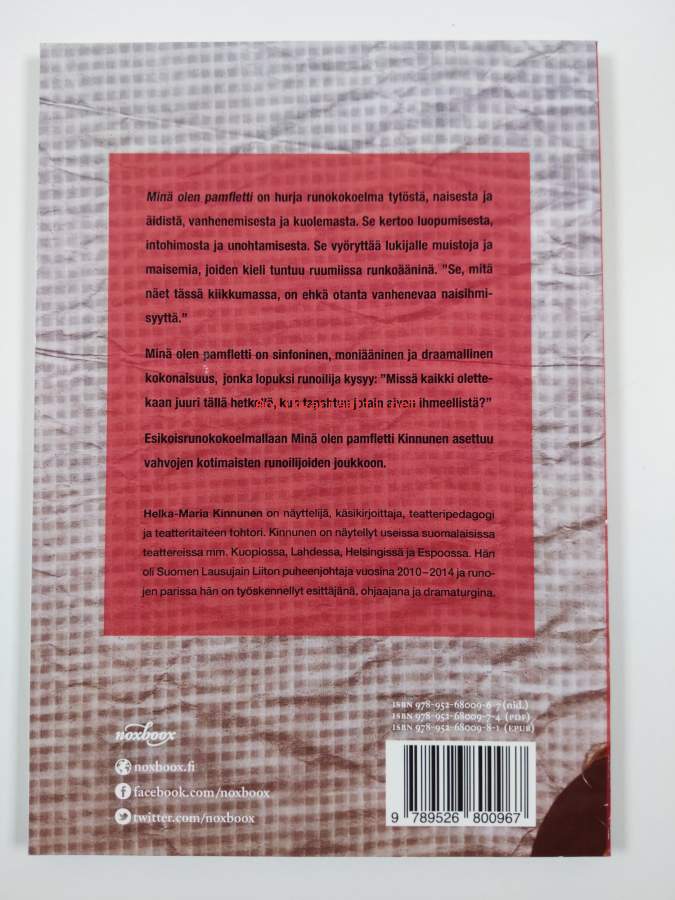 Minä olen pamfletti on hurja runokokoelma tytöstä, naisesta ja
äidistä, vanhenemisesta ja kuolemasta. Se kertoo luopumisesta,
intohimosta ja unohtamisesta. Se vyöryttää lukijalle muistoja ja
maisemia, joiden kieli tuntuu ruumiissa runkoääninä. ”Se, mitä
näet tässä kiikkumassa, on ehkä otanta vanhenevaa naisihmi-
syyttä.”
Minä olen pamfletti on sinfoninen, moniääninen ja draamallinen
kokonaisuus, jonka lopuksi runoilija kysyy: ”Missä kaikki olette-
kaan juuri tällä hetkellä, kun tapahtuu jotain aivan ihmeellistä?”
Esikoisrunokokoelmallaan Minä olen pamfletti Kinnunen asettuu
vahvojen kotimaisten runoilijoiden joukkoon.
Helka-Maria Kinnunen on näyttelijä, käsikirjoittaja, teatteripedagogi
ja teatteritaiteen tohtori. Kinnunen on näytellyt useissa suomalaisissa
teattereissa mm. Kuopiossa, Lahdessa, Helsingissä ja Espoossa. Hän
oli Suomen Lausujain Liiton puheenjohtaja vuosina 2010–2014 ja runo-
jen parissa hän on työskennellyt esittäjänä, ohjaajana ja dramaturgina.
ISBN 978-952-68009-6-7 (nid.)
ISBN 978-952-68009-7-4 (PDF)
ISBN 978-952-68009-8-1 (EPUB)
noxboox
noxboox.fi
facebook.com/noxboox
twitter.com/noxboox
9 789526 800967